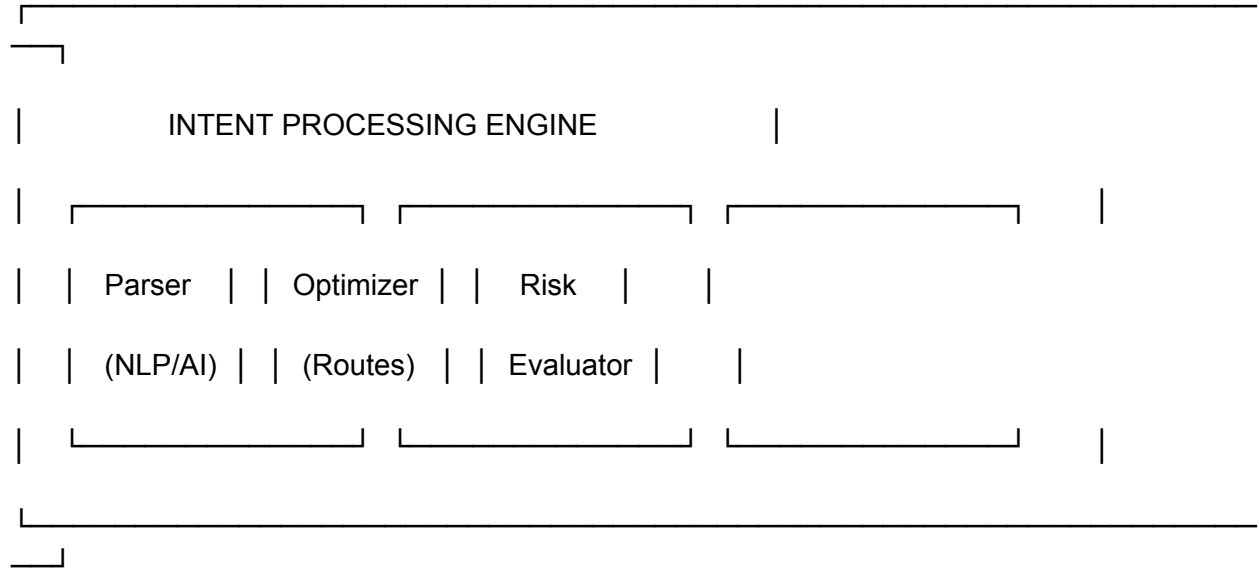 INTENT PROCESSING ENGINE
Parser Optimizer Risk
(NLP/AI) (Routes) Evaluator